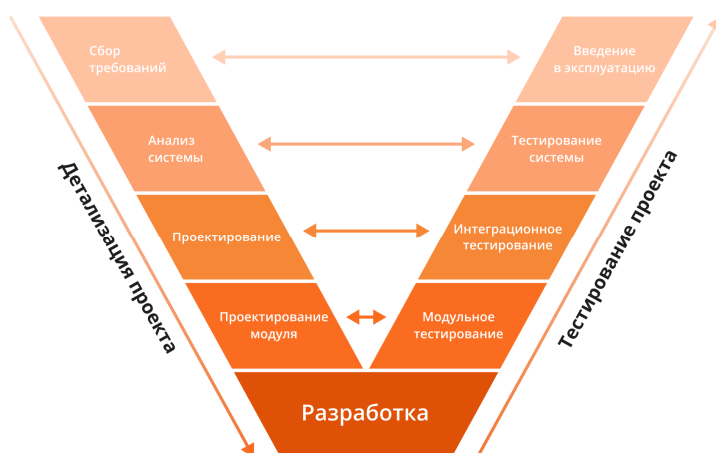 Сбор
требований
Введение
в эксплуатацию
Анализ
системы
Тестирование
системы
Проектирование
Интеграционное
тестирование
Проектирование
модуля
Модульное
тестирование
Разработка
Детализация проекта
Тестирование проекта